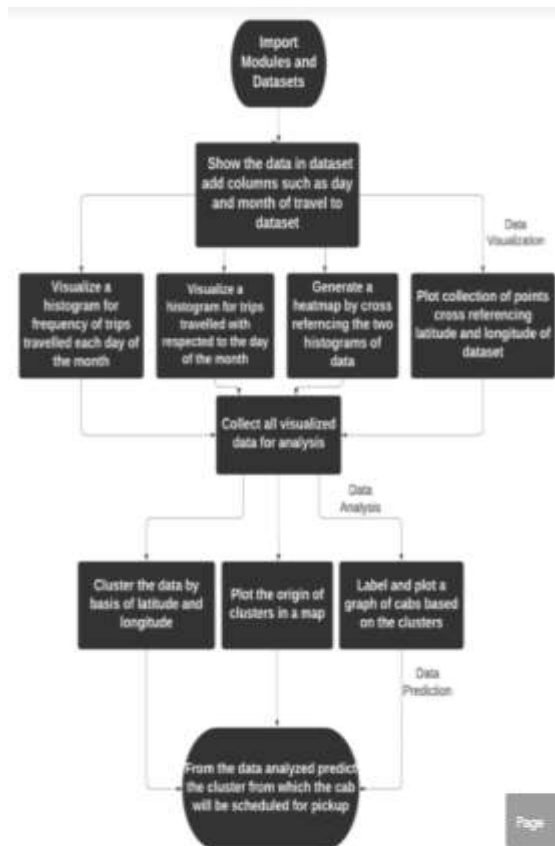 Import
Modules and
Datasets
Show the data in dataset
add columns such as day
and month of travel to
dataset
Data
Visualization
Visualize a
histogram for
frequency of trips
travelled each day of
the month
Visualize a
histogram for trips
travelled with
respected to the day
of the month
Generate a
heatmap by cross
referncing the two
histograms of
data
Plot collection of points
cross referencing
latitude and longitude of
dataset
Collect all visualized
data for analysis
Data
Analysis
Cluster the data by
basis of latitude and
longitude
Plot the origin of
clusters in a map
Label and plot a
graph of cabs based
on the clusters
Data
Prediction
From the data analyzed predict
the cluster from which the cab
will be scheduled for pickup
Page